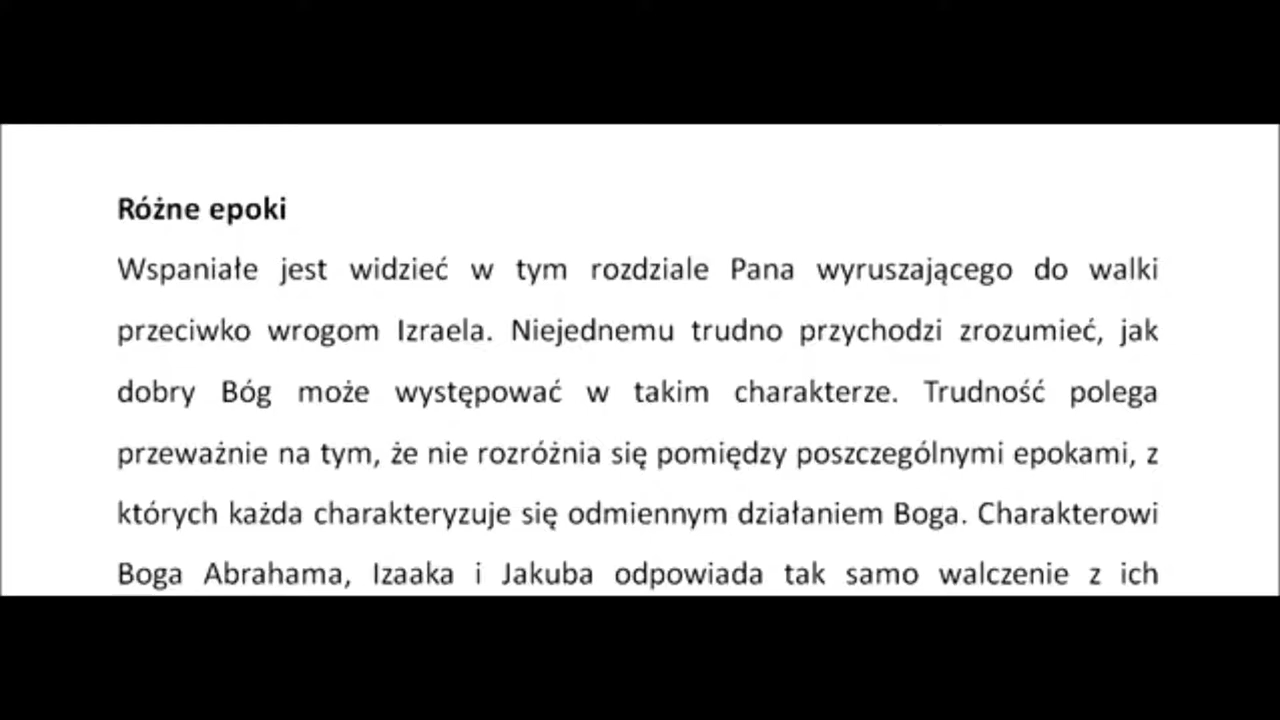 Różne epoki
Wspaniałe jest widzieć w tym rozdziale Pana wyruszającego do walki
przeciwko wrogom Izraela. Niejednemu trudno przychodzi zrozumieć, jak
dobry Bóg może występować w takim charakterze. Trudność polega
przeważnie na tym, że nie rozróżnia się pomiędzy poszczególnymi epokami, z
których każda charakteryzuje się odmiennym działaniem Boga. Charakterowi
Boga Abrahama, Izaaka i Jakuba odpowiada tak samo walczenie z ich